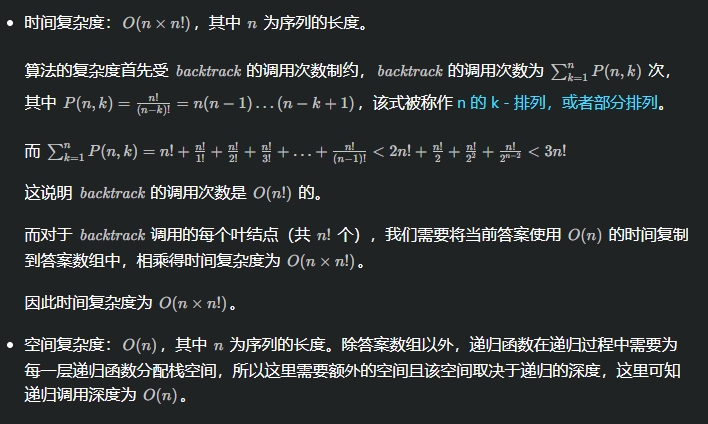 • 时间复杂度：O(n × n!)，其中 n 为序列的长度。
算法的复杂度首先受 backtrack 的调用次数制约，backtrack 的调用次数为 ∑_{k=1}^{n} P(n, k) 次，
其中 P(n, k) = \frac{n!}{(n-k)!} = n(n − 1)…(n − k + 1)，该式被称作 n 的 k - 排列，或者部分排列。
而 ∑_{k=1}^{n} P(n, k) = n! + \frac{n!}{1!} + \frac{n!}{2!} + \frac{n!}{3!} + … + \frac{n!}{(n-1)!} < 2n! + \frac{n!}{2} + \frac{n!}{2^2} + \frac{n!}{2^{n-2}} < 3n!
这说明 backtrack 的调用次数是 O(n!) 的。
而对于 backtrack 调用的每个叶结点（共 n! 个），我们需要将当前答案使用 O(n) 的时间复制
到答案数组中，相乘得时间复杂度为 O(n × n!)。
因此时间复杂度为 O(n × n!)。
• 空间复杂度：O(n)，其中 n 为序列的长度。除答案数组以外，递归函数在递归过程中需要为
每一层递归函数分配栈空间，所以这里需要额外的空间且该空间取决于递归的深度，这里可知
递归调用深度为 O(n)。